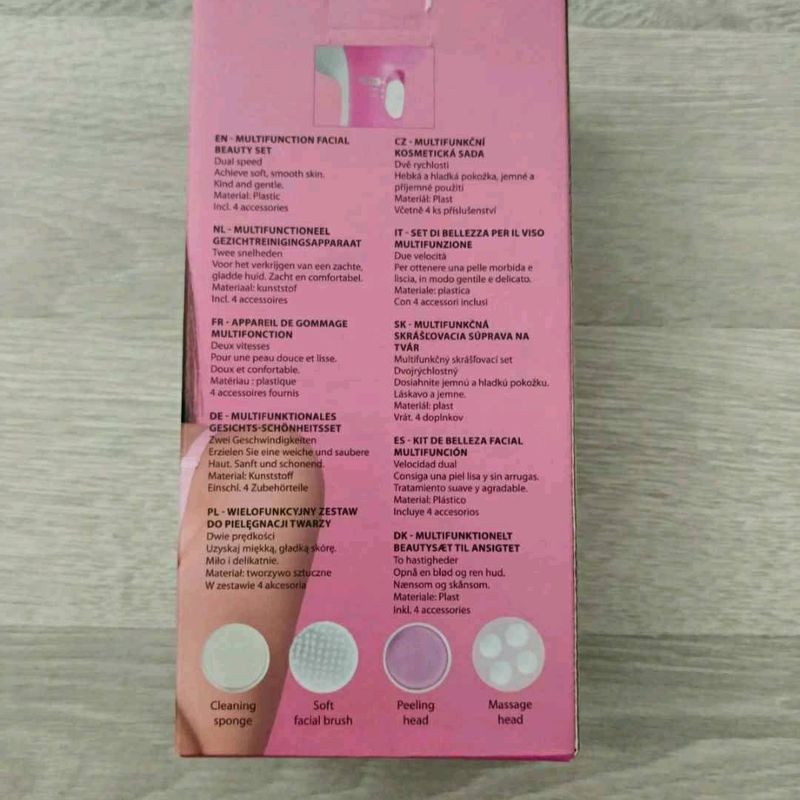 EN - MULTIFUNCTION FACIAL
BEAUTY SET
Dual speed
Achieve soft, smooth skin.
Kind and gentle.
Material: Plastic
Incl. 4 accessories
NL - MULTIFUNCTIONEEL
GEZICHTREINIGINGSAPPARAAT
Twee snelheden
Voor het verkrijgen van een zachte,
gladde huid. Zacht en comfortabel.
Materiaal: kunststof
Incl. 4 accessoires
FR - APPAREIL DE GOMMAGE
MULTIFONCTION
Deux vitesses
Pour une peau douce et lisse.
Doux et confortable.
Matériau : plastique
4 accessoires fournis
DE - MULTIFUNKTIONALES
GESICHTS-SCHÖNHEITSSET
Zwei Geschwindigkeiten
Erzielen Sie eine weiche und saubere
Haut. Sanft und schonend.
Material: Kunststoff
Einschl. 4 Zubehörteile
PL - WIELOFUNKCYJNY ZESTAW
DO PIELĘGNACJI TWARZY
Dwie prędkości
Uzyskaj miękką, gładką skórę.
Miło i delikatnie.
Materiał: tworzywo sztuczne
W zestawie 4 akcesoria
CZ - MULTIFUNKČNÍ
KOSMETICKÁ SADA
Dvě rychlosti
Hebká a hladká pokožka, jemné a
příjemné použití
Materiál: Plast
Včetně 4 ks příslušenství
IT - SET DI BELLEZZA PER IL VISO
MULTIFUNZIONE
Due velocità
Per ottenere una pelle morbida e
liscia, in modo gentile e delicato.
Materiale: plastica
Con 4 accessori inclusi
SK - MULTIFUNKČNÁ
SKRÁŠĽOVACIA SÚPRAVA NA
TVÁR
Multifunkčný skrášľovací set
Dvojrýchlostný
Dosiahnite jemnú a hladkú pokožku.
Láskavo a jemne.
Materiál: plast
Vrát. 4 doplnkov
ES - KIT DE BELLEZA FACIAL
MULTIFUNCIÓN
Velocidad dual
Consiga una piel lisa y sin arrugas.
Tratamiento suave y agradable.
Material: Plástico
Incluye 4 accesorios
DK - MULTIFUNKTIONELT
BEAUTYSÆT TIL ANSIGTET
To hastigheder
Opnå en blød og ren hud.
Nænsom og skånsom.
Materiale: Plast
Inkl. 4 accessories
Cleaning
sponge
Soft
facial brush
Peeling
head
Massage
head